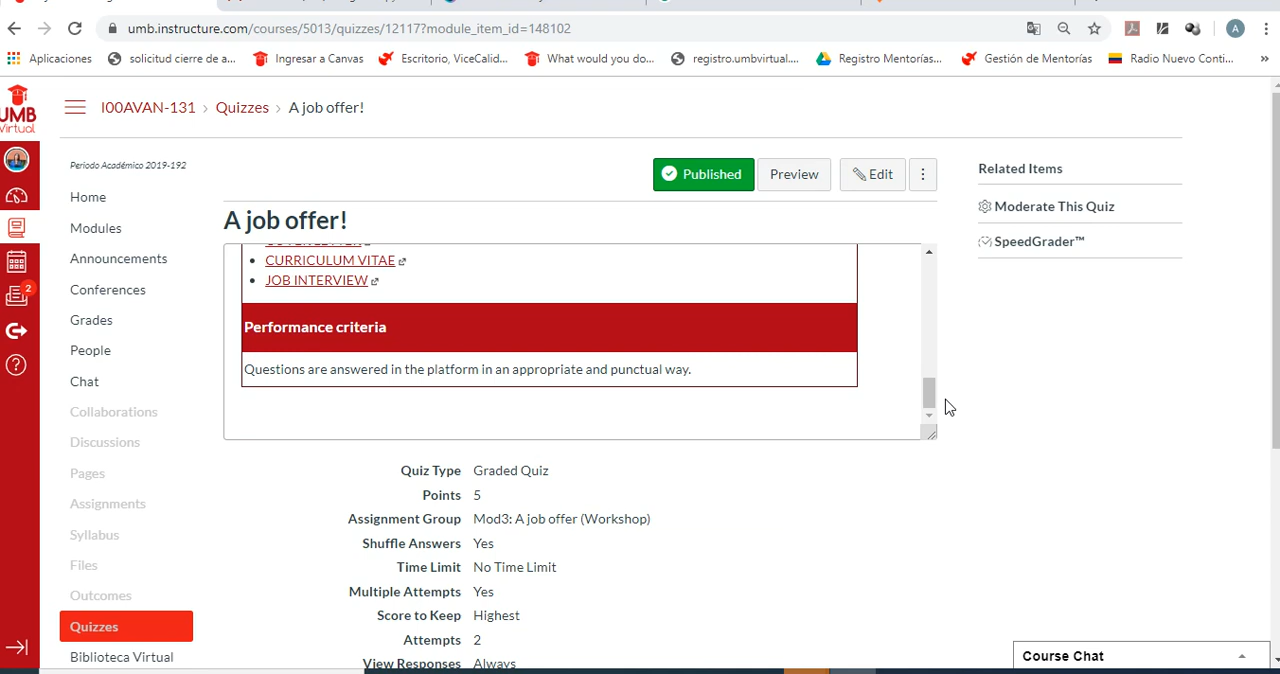 umb.instructure.com/courses/5013/quizzes/12117?module_item_id=148102
A
Aplicaciones
solicitud cierre de a...
Ingresar a Canvas
Escritorio, ViceCalid...
What would you do...
registro.umbvirtual....
Registro Mentorías...
Gestión de Mentorías
Radio Nuevo Conti...
»
UMB
Virtual
I00AVAN-131 › Quizzes › A job offer!
Periodo Académico 2019-192
Home
Modules
Announcements
Conferences
Grades
People
Chat
Collaborations
Discussions
Pages
Assignments
Syllabus
Files
Outcomes
Quizzes
Biblioteca Virtual
2
Published
Preview
Edit
A job offer!
CURRICULUM VITAE
JOB INTERVIEW
Performance criteria
Questions are answered in the platform in an appropriate and punctual way.
Quiz Type Graded Quiz
Points 5
Assignment Group Mod3: A job offer (Workshop)
Shuffle Answers Yes
Time Limit No Time Limit
Multiple Attempts Yes
Score to Keep Highest
Attempts 2
View Responses Always
Related Items
Moderate This Quiz
SpeedGrader™
Course Chat